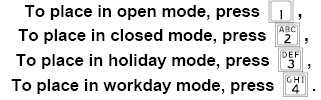 To place in open mode, press 1 ,
To place in closed mode, press ABC 2 ,
To place in holiday mode, press DEF 3 ,
To place in workday mode, press GHI 4 .